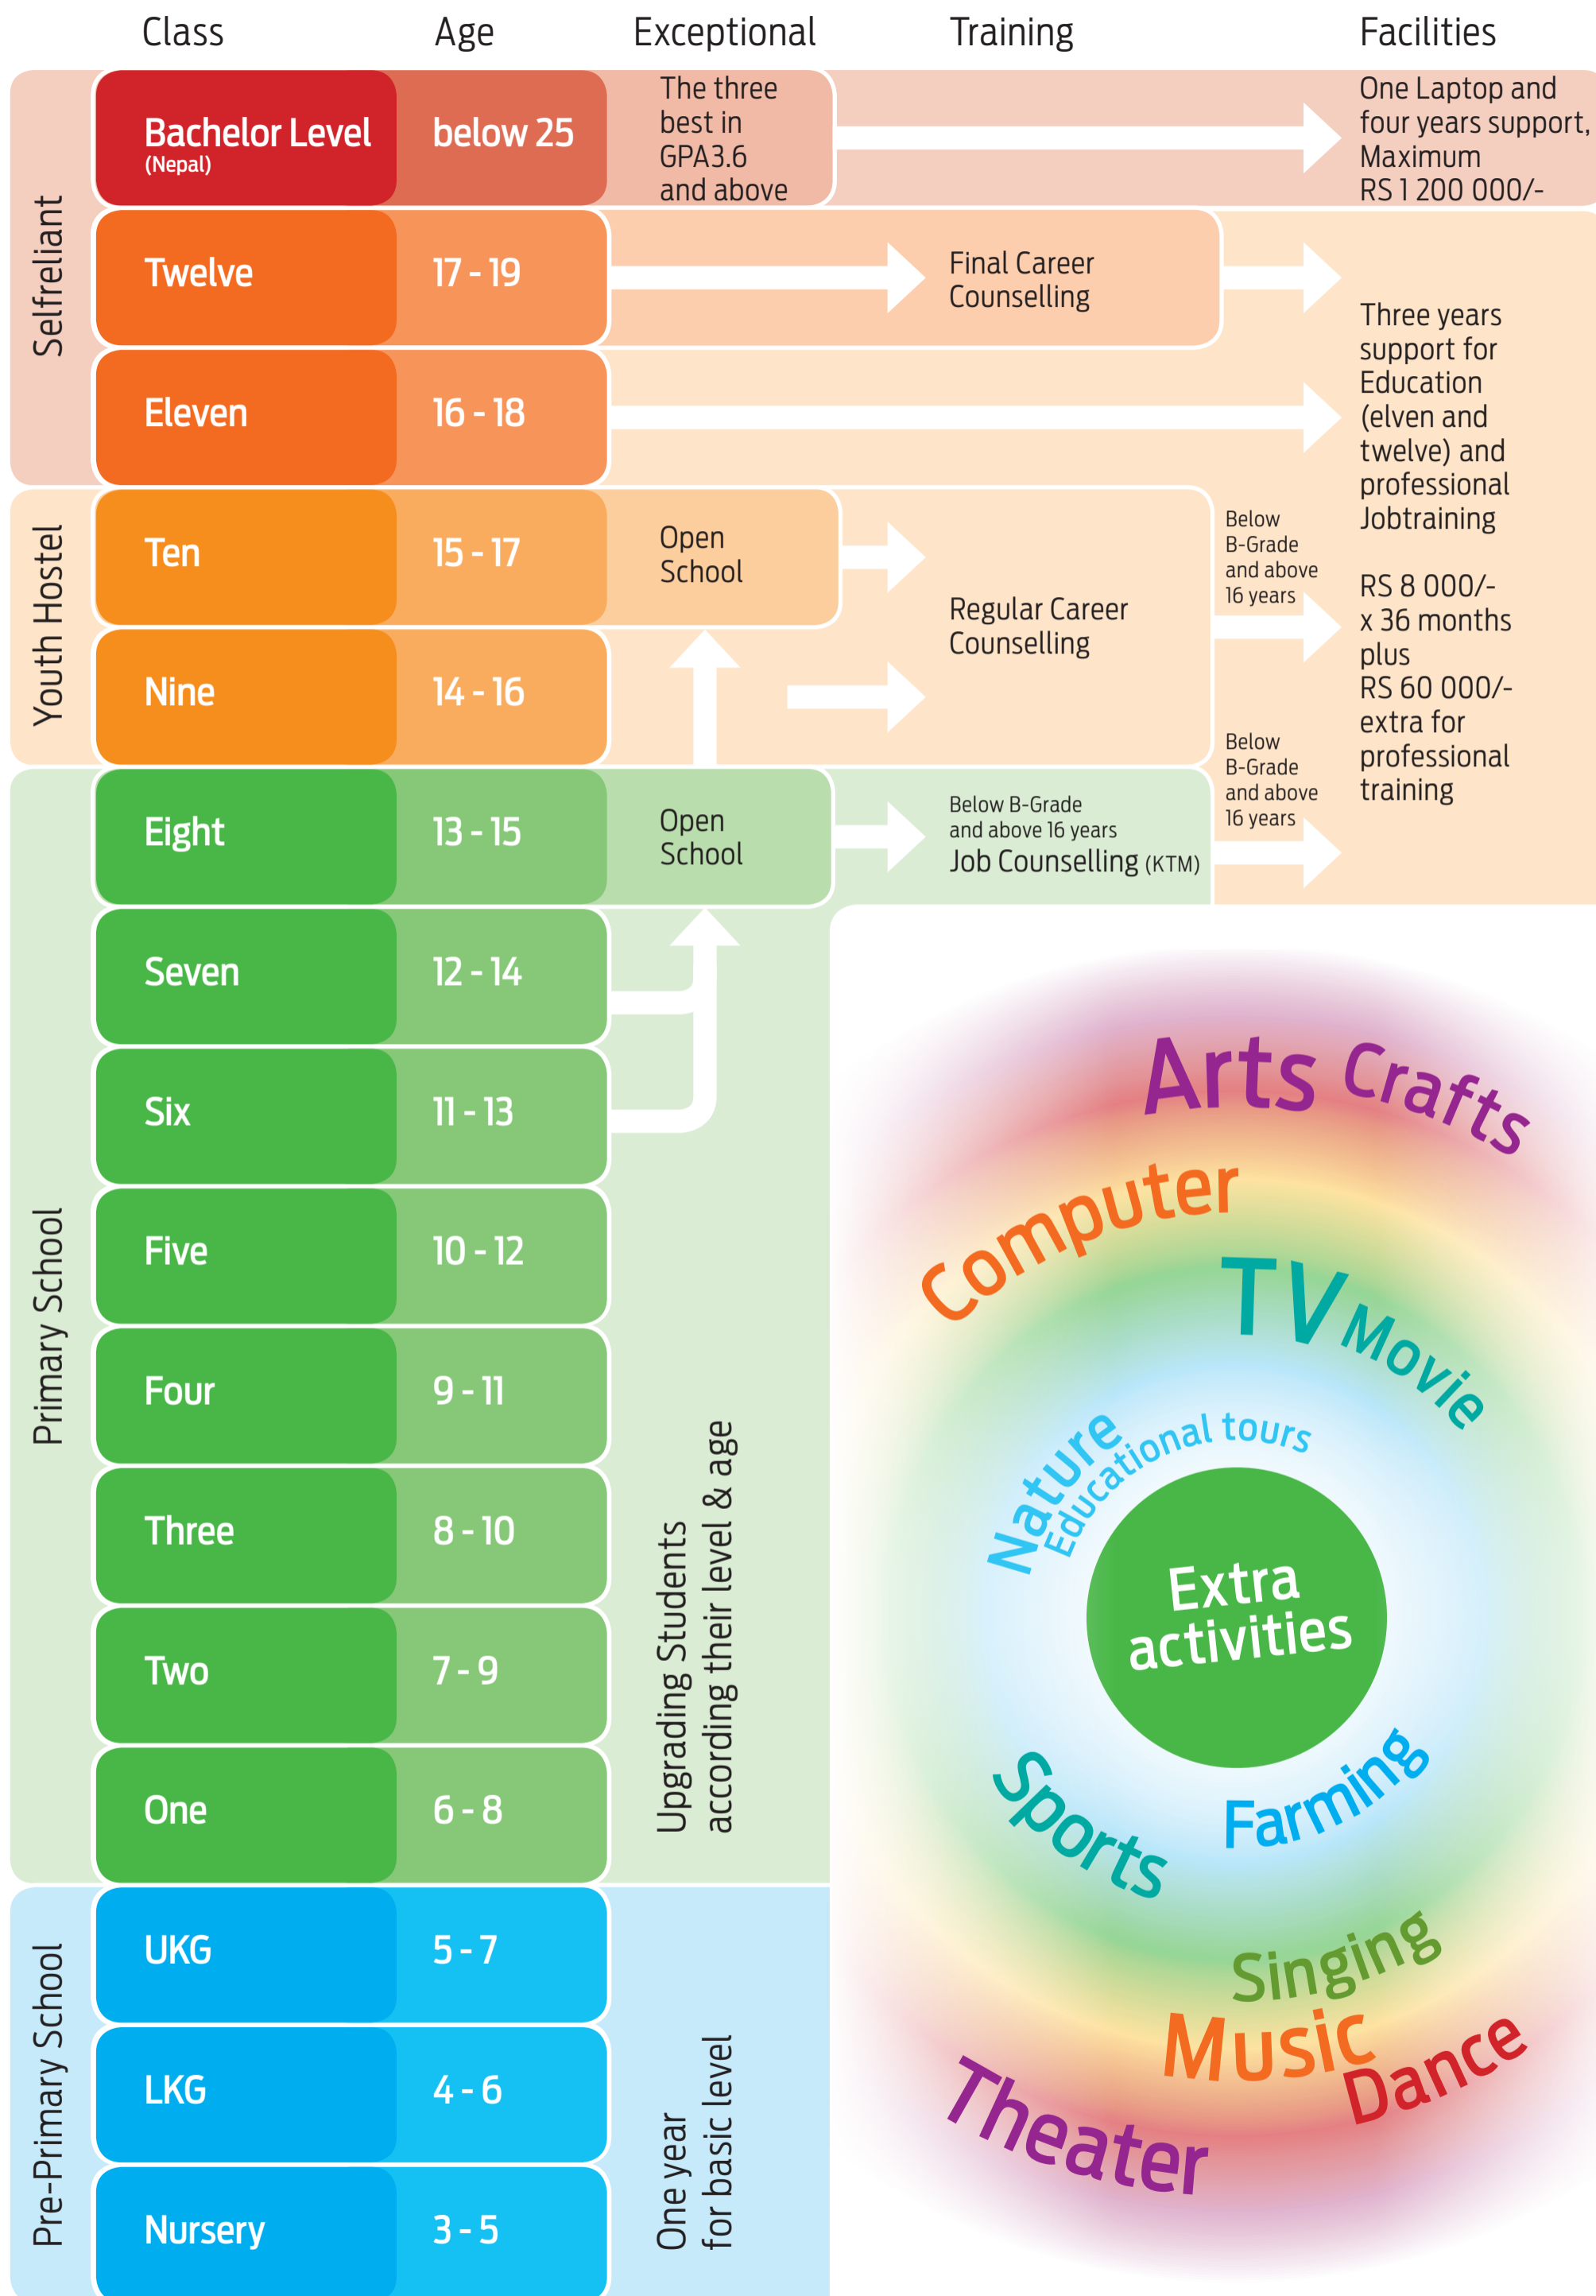 Class Age Exceptional Training Facilities
Selfreliant
Bachelor Level
(Nepal)
below 25
The three
best in
GPA3.6
and above
One Laptop and
four years support,
Maximum
RS 1 200 000/-
Twelve
17 - 19
Final Career
Counselling
Eleven
16 - 18
Three years
support for
Education
(elven and
twelve) and
professional
Jobtraining
RS 8 000/-
x 36 months
plus
RS 60 000/-
extra for
professional
training
Youth Hostel
Ten
15 - 17
Open
School
Regular Career
Counselling
Below
B-Grade
and above
16 years
Nine
14 - 16
Below
B-Grade
and above
16 years
Primary School
Eight
13 - 15
Open
School
Below B-Grade
and above 16 years
Job Counselling (KTM)
Seven
12 - 14
Six
11 - 13
Five
10 - 12
Four
9 - 11
Three
8 - 10
Two
7 - 9
One
6 - 8
Upgrading Students
according their level & age
Pre-Primary School
UKG
5 - 7
LKG
4 - 6
Nursery
3 - 5
One year
for basic level
Arts Crafts
Computer
TV Movie
Nature
Educational tours
Extra
activities
Sports
Farming
Singing
Music
Dance
Theater